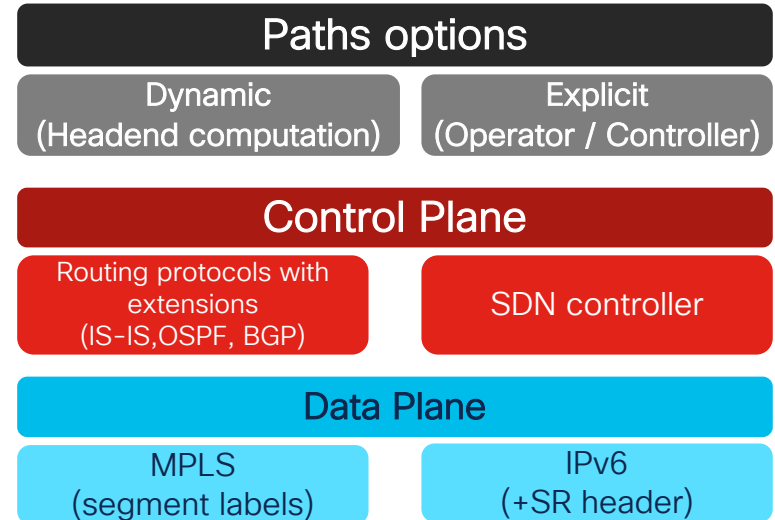 Paths options
Dynamic
(Headend computation)
Explicit
(Operator / Controller)
Control Plane
Routing protocols with
extensions
(IS-IS,OSPF, BGP)
SDN controller
Data Plane
MPLS
(segment labels)
IPv6
(+SR header)